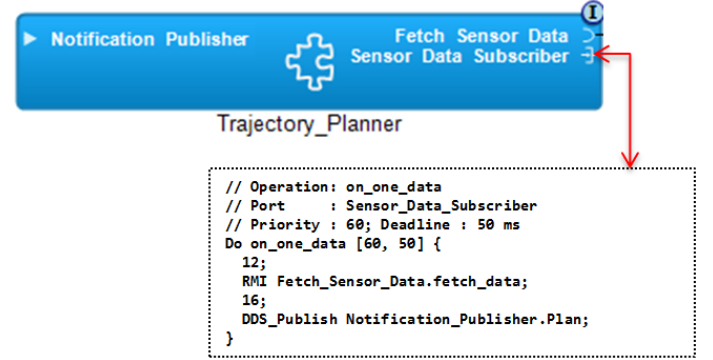 I
Notification Publisher
Fetch Sensor Data
Sensor Data Subscriber
Trajectory_Planner
// Operation: on_one_data
// Port     : Sensor_Data_Subscriber
// Priority : 60; Deadline : 50 ms
Do on_one_data [60, 50] {
  12;
  RMI Fetch_Sensor_Data.fetch_data;
  16;
  DDS_Publish Notification_Publisher.Plan;
}